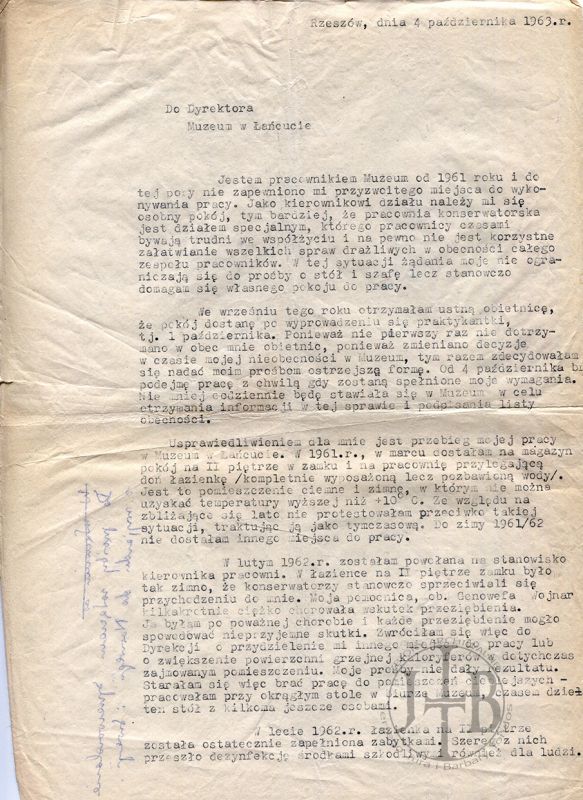 Rzeszów, dnia 4 października 1963.r.
Do Dyrektora
Muzeum w Łańcucie
Jestem pracownikiem Muzeum od 1961 roku i do
tej pory nie zapewniono mi przyzwoitego miejsca do wyko-
nywania pracy. Jako kierownikowi działu należy mi się
osobny pokój, tym bardziej, że pracownia konserwatorska
jest działem specjalnym, którego pracownicy czasami
bywają trudni we współżyciu i na pewno nie jest korzystne
załatwianie wszelkich spraw drażliwych w obecności całego
zespołu pracowników. W tej sytuacji żądania moje nie ogra-
niczają się do prośby o stół i szafę lecz stanowczo
domagam się własnego pokoju do pracy.
We wrześniu tego roku otrzymałam ustną obietnicę,
że pokój dostanę po wyprowadzeniu się praktykantki,
tj. 1 października. Ponieważ nie pierwszy raz nie dotrzy-
mano w obec mnie obietnic, ponieważ zmieniano decyzje
w czasie mojej nieobecności w Muzeum, tym razem zdecydowałam
się nadać moim prośbom ostrzejszą formę. Od 4 października br
podejmę pracę z chwilą gdy zostaną spełnione moje wymagania.
Nie mniej codziennie będę stawiała się w Muzeum w celu
otrzymania informacji w tej sprawie i podpisania listy
obecności.
Usprawiedliwieniem dla mnie jest przebieg mojej pracy
w Muzeum w Łańcucie. W 1961.r., w marcu dostałam na magazyn
pokój na II piętrze w zamku i na pracownię przylegającą
doń łazienkę /kompletnie wyposażoną lecz pozbawioną wody/.
Jest to pomieszczenie ciemne i zimne, w którym nie można
uzyskać temperatury wyższej niż +10° C. Ze względu na
zbliżające się lato nie protestowałam przeciwko takiej
sytuacji, traktując ją jako tymczasową. Do zimy 1961/62
nie dostałam innego miejsca do pracy.
W lutym 1962.r. zostałam powołana na stanowisko
kierownika pracowni. W łazience na II piętrze zamku było
tak zimno, że konserwatorzy stanowczo sprzeciwiali się
przychodzeniu do mnie. Moja pomocnica, ob. Genowefa Wojnar
kilkakrotnie ciężko chorowała wskutek przeziębienia.
Ja byłam po poważnej chorobie i każde przeziębienie mogło
spowodować nieprzyjemne skutki. Zwróciłam się więc do
Dyrekcji o przydzielenie mi innego miejsca do pracy lub
o zwiększenie powierzchni grzejnej kaloryferów w dotychczas
zajmowanym pomieszczeniu. Moje prośby nie dały rezultatu.
Starałam się więc brać pracę do pomieszczeń cieplejszych -
pracowałam przy okrągłym stole w biurze Muzeum, czasem dzieląc
ten stół z kilkoma jeszcze osobami.
W lecie 1962.r. łazienka na II piętrze
została ostatecznie zapełniona zabytkami. Szereg z nich
przeszło dezynfekcję środkami szkodliwymi również dla ludzi.
JTB